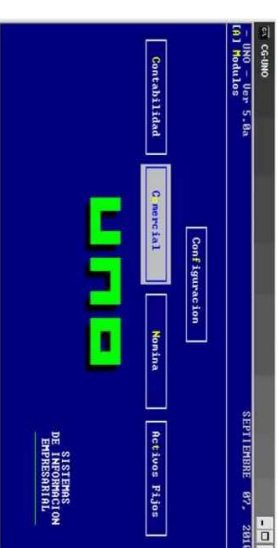 CG-UNO
- UNO - Ver 5.0a SEPTIEMBRE 07, 2010
[A] Modulos
Configuracion
Contabilidad Comercial Nomina Activos Fijos
uno
SISTEMAS
DE INFORMACION
EMPRESARIAL